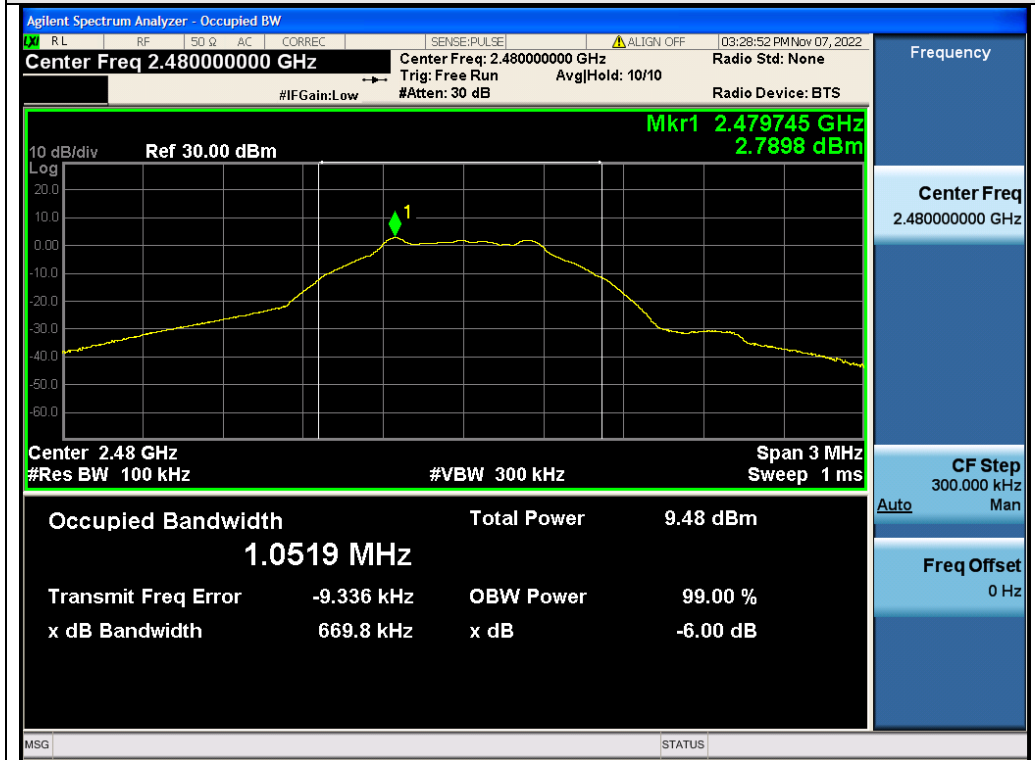 Agilent Spectrum Analyzer - Occupied BW
LXI RL RF 50 Ω AC CORREC SENSE:PULSE ALIGN OFF 03:28:52 PM Nov 07, 2022
Center Freq 2.480000000 GHz
Center Freq: 2.480000000 GHz Radio Std: None
Trig: Free Run Avg|Hold: 10/10
#IFGain:Low #Atten: 30 dB Radio Device: BTS
Mkr1 2.479745 GHz
2.7898 dBm
10 dB/div Ref 30.00 dBm
Log
20.0
10.0
0.00
-10.0
-20.0
-30.0
-40.0
-50.0
-60.0
1
Center 2.48 GHz Span 3 MHz
#Res BW 100 kHz #VBW 300 kHz Sweep 1 ms
Occupied Bandwidth Total Power 9.48 dBm
1.0519 MHz
Transmit Freq Error -9.336 kHz OBW Power 99.00 %
x dB Bandwidth 669.8 kHz x dB -6.00 dB
Frequency
Center Freq
2.480000000 GHz
CF Step
300.000 kHz
Auto Man
Freq Offset
0 Hz
MSG STATUS